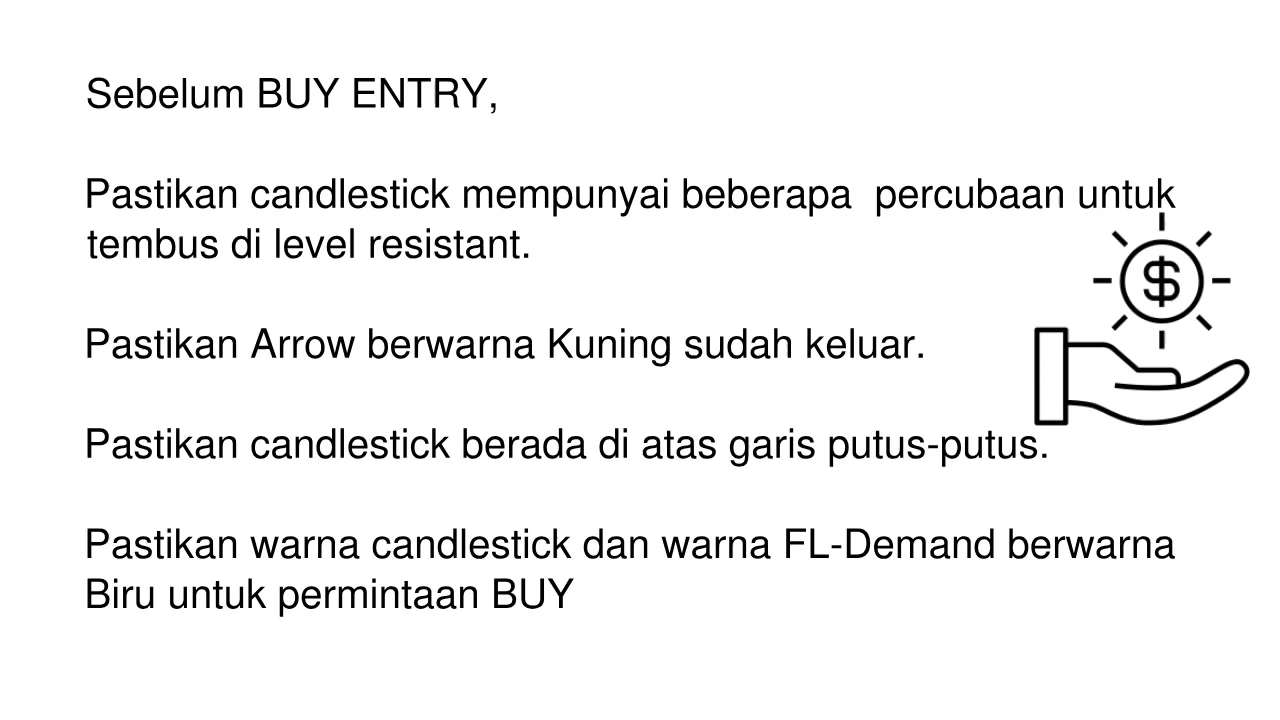 Sebelum BUY ENTRY,
Pastikan candlestick mempunyai beberapa  percubaan untuk
tembus di level resistant.
$
Pastikan Arrow berwarna Kuning sudah keluar.
Pastikan candlestick berada di atas garis putus-putus.
Pastikan warna candlestick dan warna FL-Demand berwarna
Biru untuk permintaan BUY